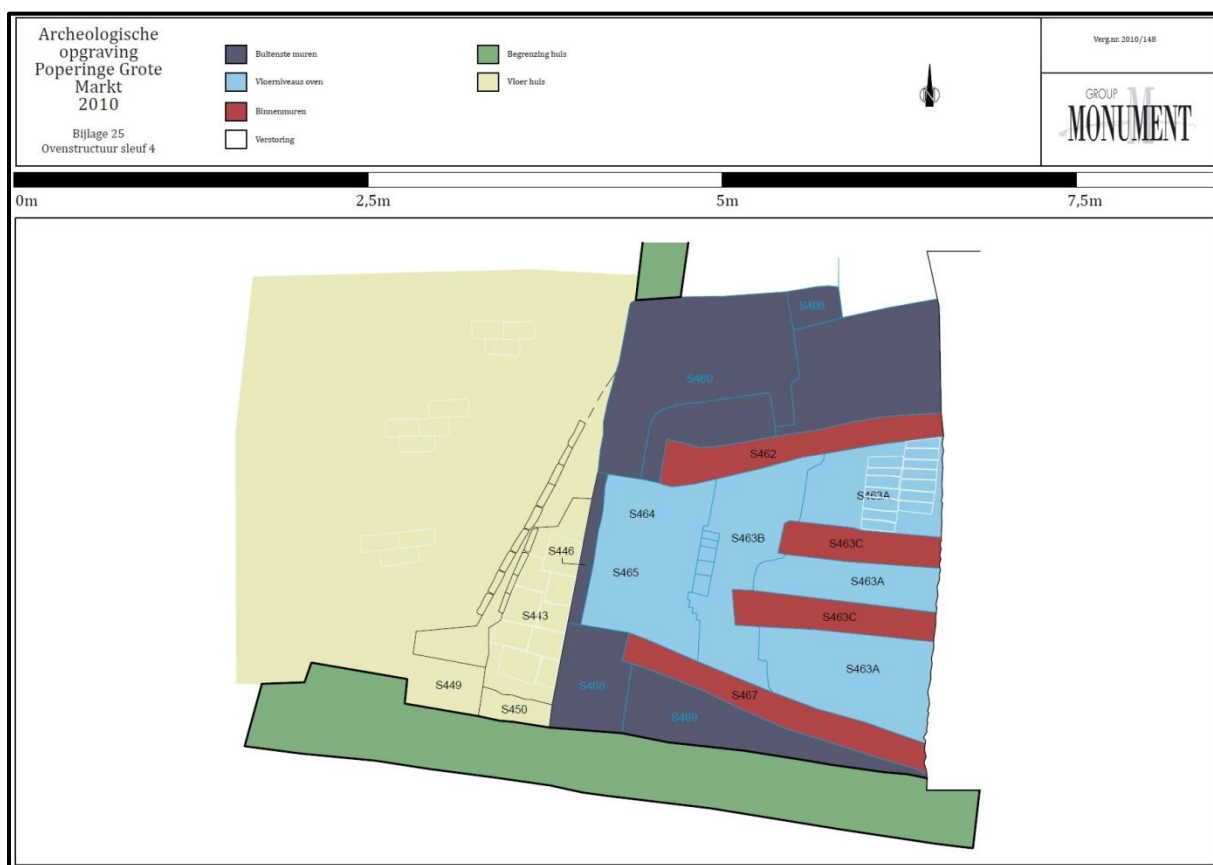 Archeologische
opgraving
Poperinge Grote
Markt
2010
Bijlage 25
Ovenstructuur sleuf 4
Buitenste muren
Vloerniveaus oven
Binnenmuren
Verstoring
Begrenzing huis
Vloer huis
N
Verg.nr. 2010/148
GROUP
MONUMENT
0m
2,5m
5m
7,5m
S408
S460
S462
S463A
S464
S463B
S463C
S446
S465
S463A
S443
S463C
S463A
S449
S468
S467
S450
S469